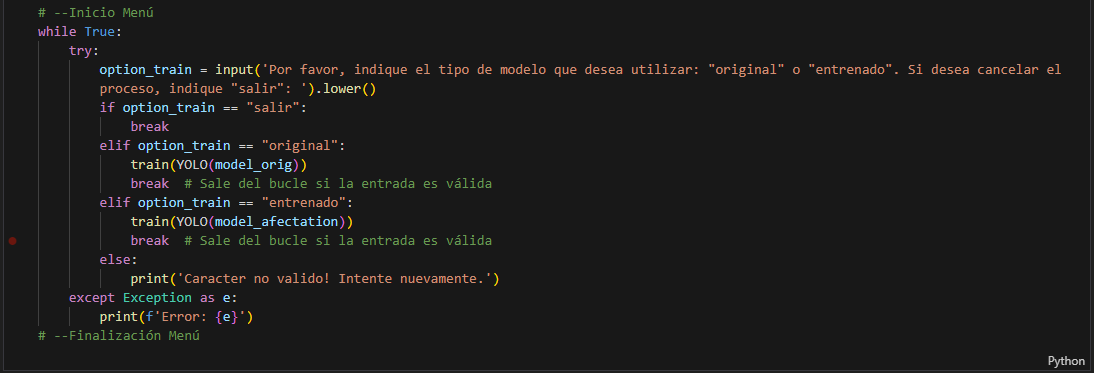 # --Inicio Menú
while True:
    try:
        option_train = input('Por favor, indique el tipo de modelo que desea utilizar: "original" o "entrenado". Si desea cancelar el
        proceso, indique "salir": ').lower()
        if option_train == "salir":
            break
        elif option_train == "original":
            train(YOLO(model_orig))
            break  # Sale del bucle si la entrada es válida
        elif option_train == "entrenado":
            train(YOLO(model_afectation))
            break  # Sale del bucle si la entrada es válida
        else:
            print('Caracter no valido! Intente nuevamente.')
    except Exception as e:
        print(f'Error: {e}')
# --Finalización Menú
Python